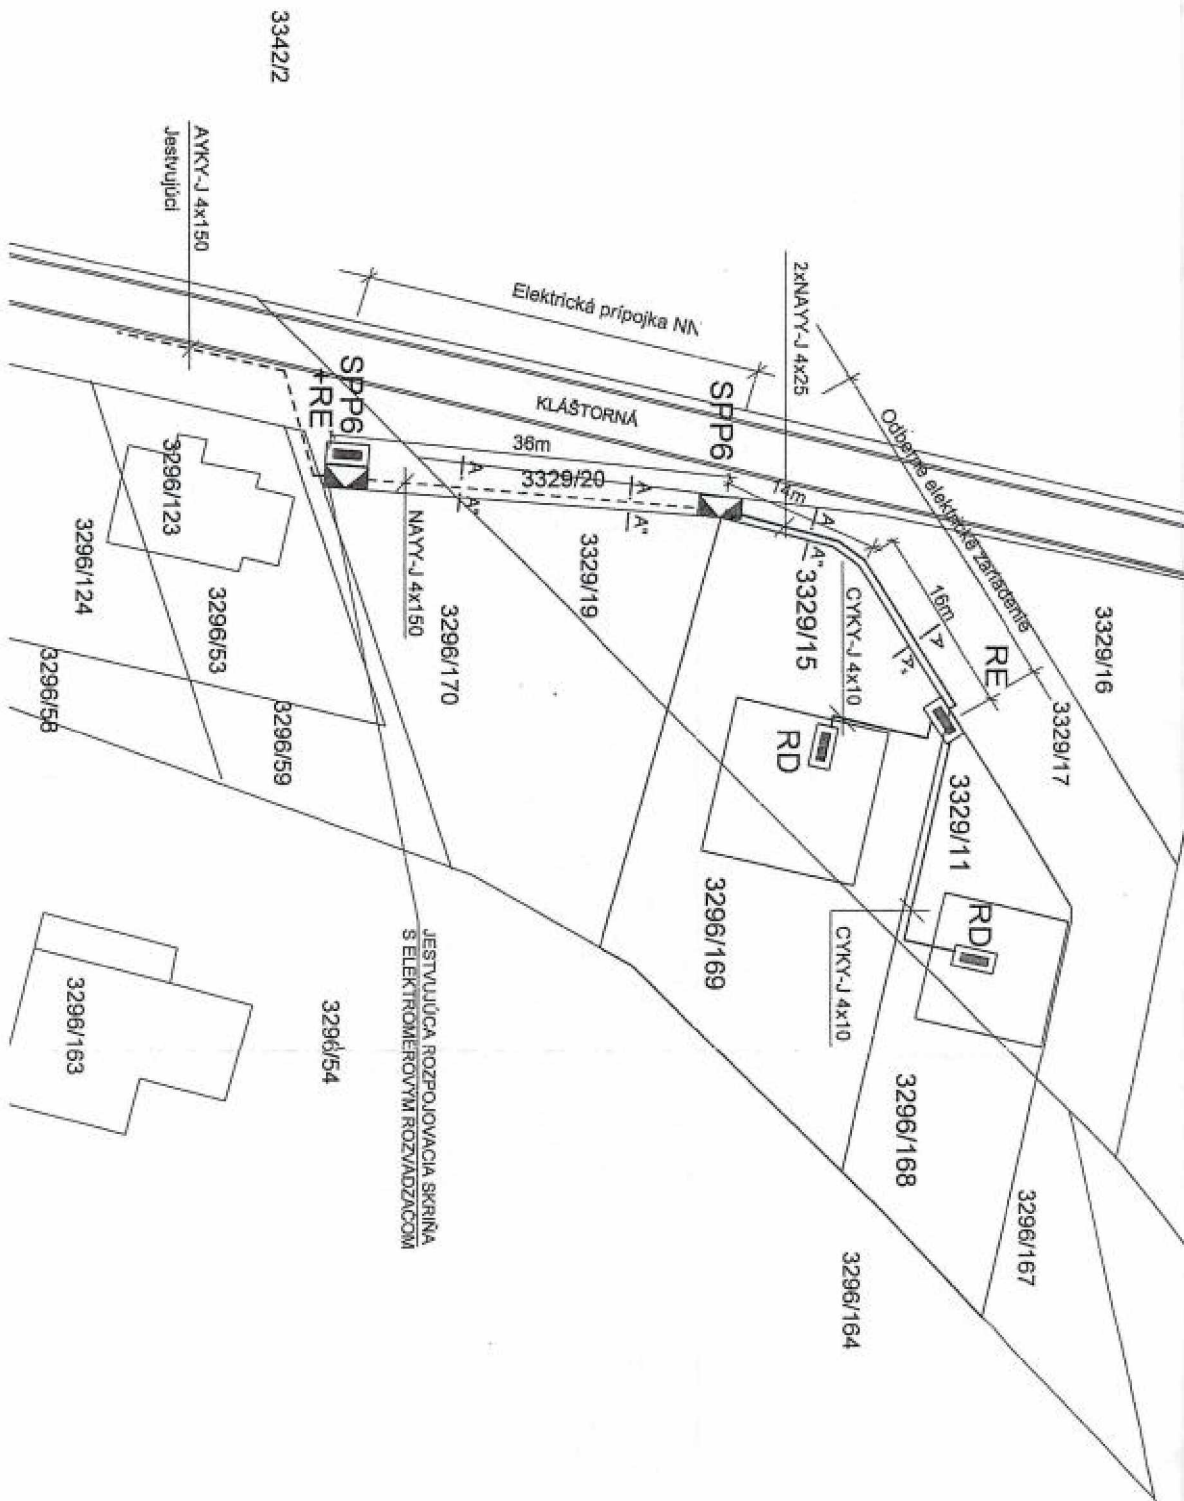 3342/2
AYKY-J 4x150
Jestvujúci
Elektrická prípojka NN
2xNAYY-J 4x25
Odberné elektrické zariadenie
SPP6
+RE
KLÁŠTORNÁ
SPP6
36m
3329/20
14m
16m
A
A"
A
A"
A
A"
A
A"
RE
3329/16
3329/17
NAYY-J 4x150
3329/19
3329/15
CYKY-J 4x10
RD
3329/11
RD
CYKY-J 4x10
3296/123
3296/124
3296/53
3296/58
3296/59
3296/170
3296/169
3296/168
3296/167
3296/164
3296/54
3296/163
JESTVUJÚCA ROZPOJOVACIA SKRIŇA
S ELEKTROMEROVÝM ROZVÁDZAČOM